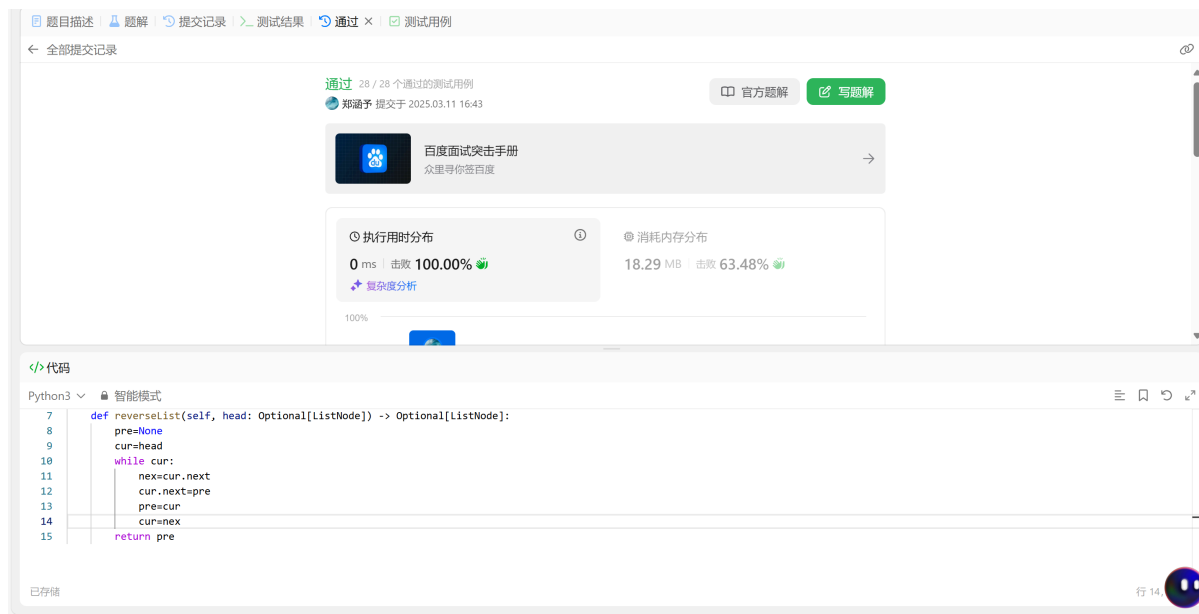 题目描述 题解 提交记录 测试结果 通过 测试用例
全部提交记录
通过 28 / 28 个通过的测试用例
郑涵予 提交于 2025.03.11 16:43
官方题解 写题解
百度面试突击手册
众里寻你签百度
执行用时分布
0 ms 击败 100.00%
复杂度分析
消耗内存分布
18.29 MB 击败 63.48%
100%
</>代码
Python3 智能模式
7 def reverseList(self, head: Optional[ListNode]) -> Optional[ListNode]:
8 pre=None
9 cur=head
10 while cur:
11 nex=cur.next
12 cur.next=pre
13 pre=cur
14 cur=nex
15 return pre
已存储 行 14,